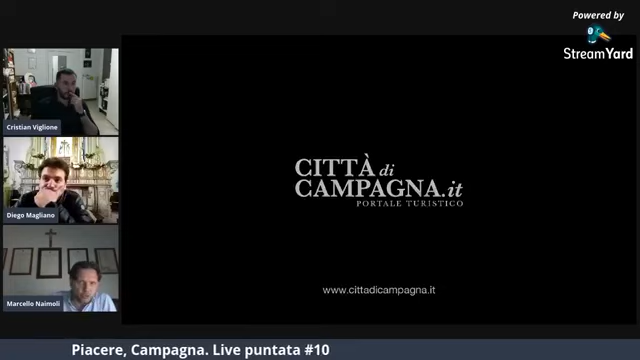 Powered by
StreamYard
Cristian Viglione
Diego Magliano
Marcello Naimoli
CITTÀ di
CAMPAGNA.it
PORTALE TURISTICO
www.cittadicampagna.it
Piacere, Campagna. Live puntata #10